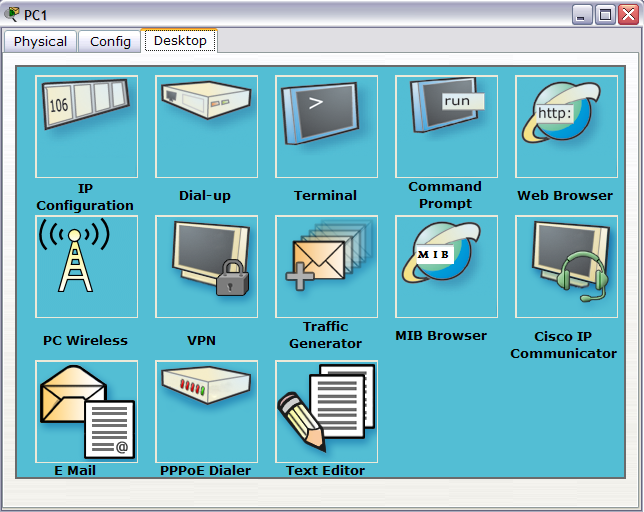 PC1
Physical Config Desktop
106
>
run
http:
IP
Configuration
Dial-up
Terminal
Command
Prompt
Web Browser
MIB
PC Wireless
VPN
Traffic
Generator
MIB Browser
Cisco IP
Communicator
@
E Mail
PPPoE Dialer
Text Editor